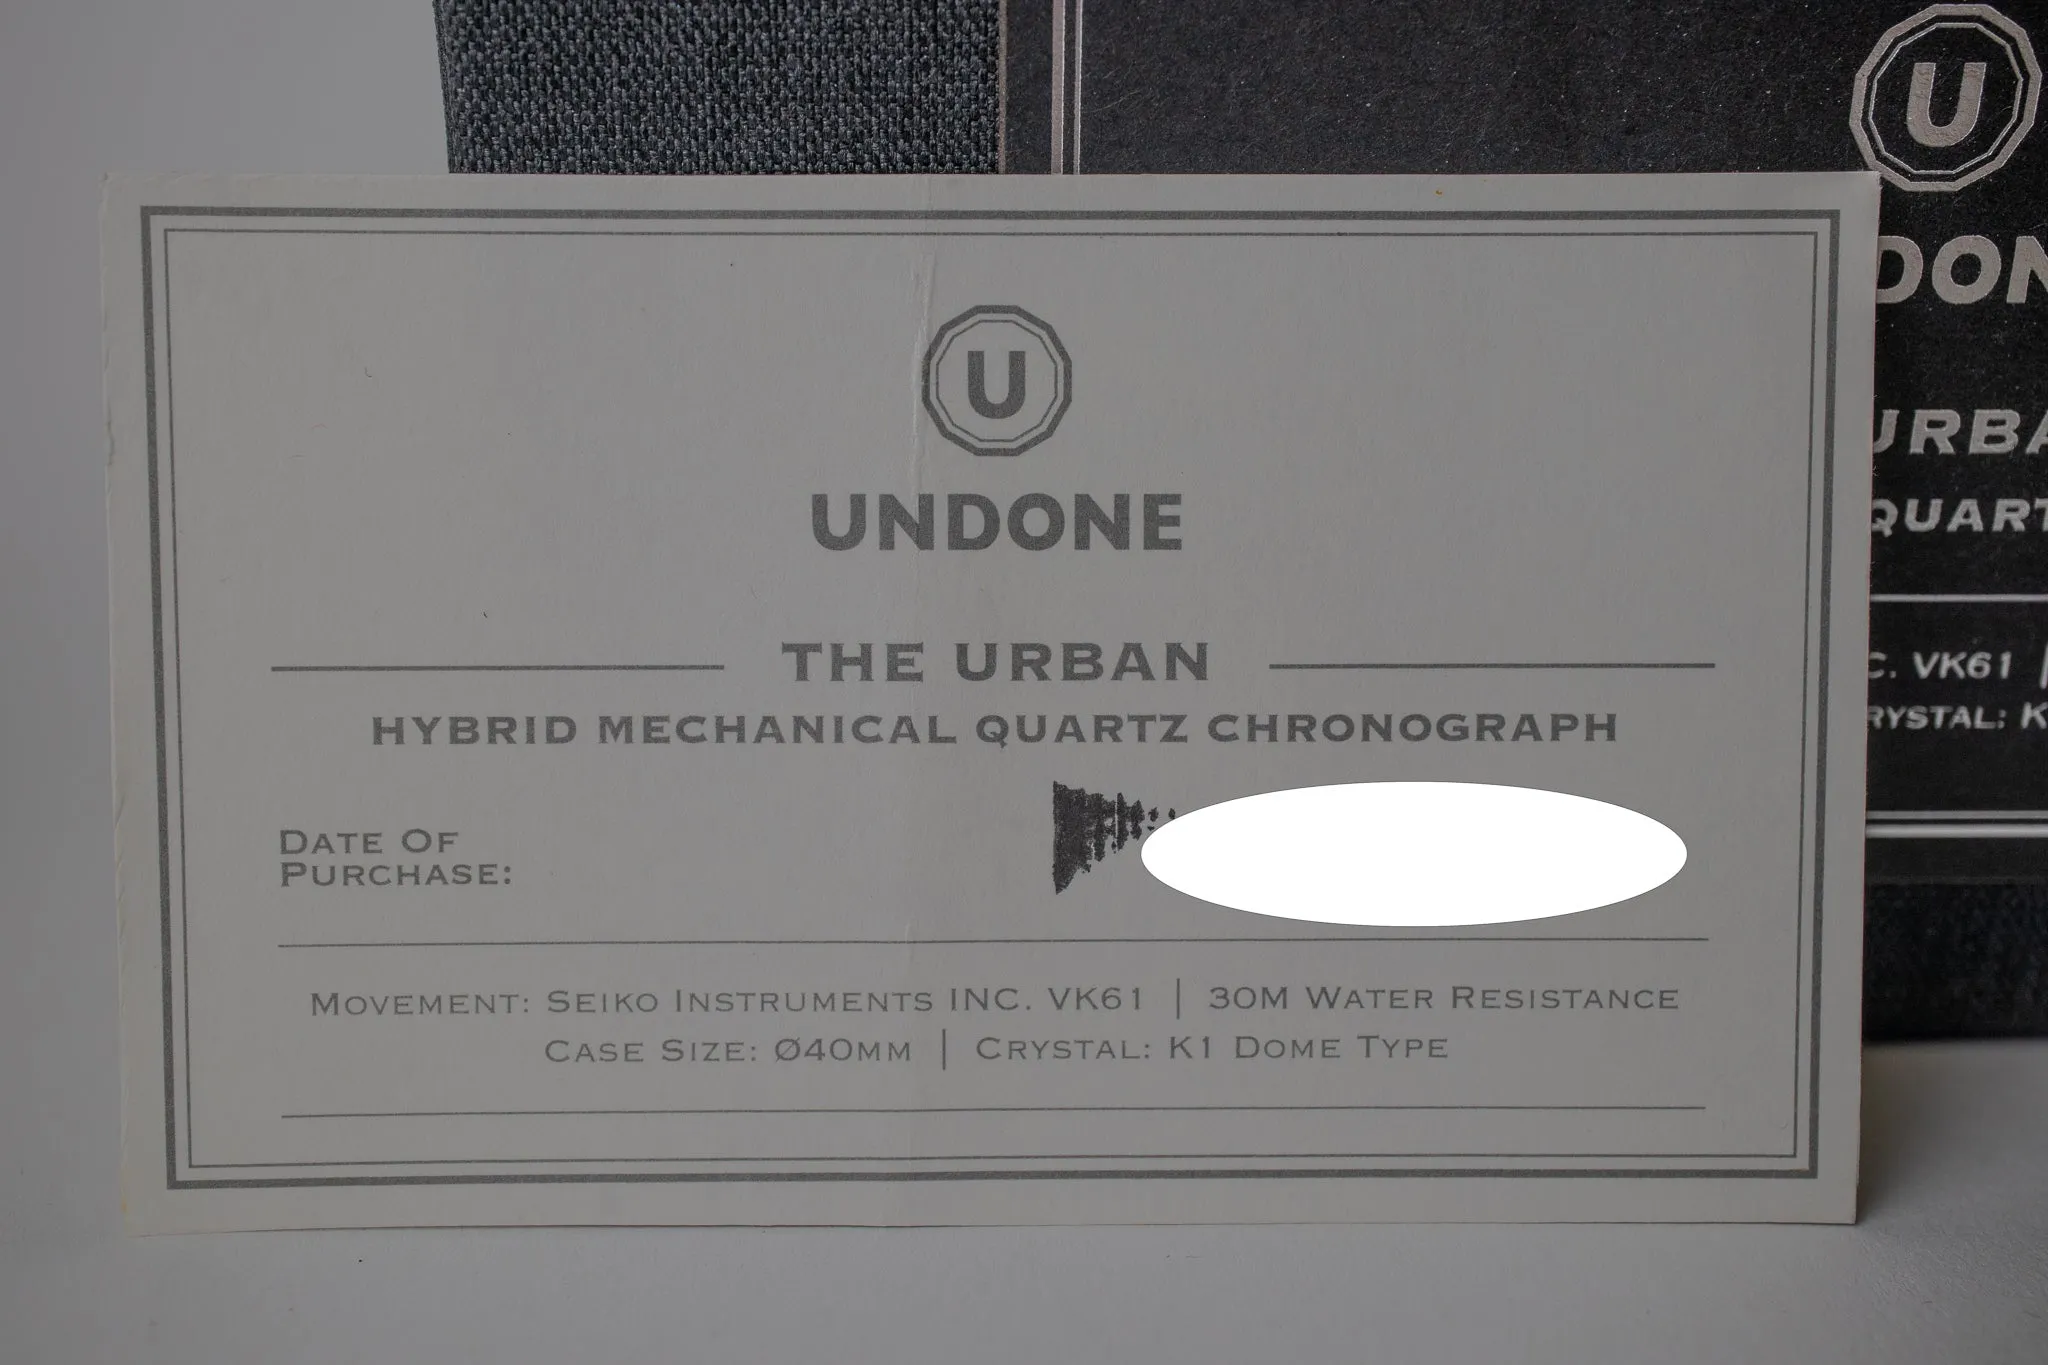 U
UNDONE
THE URBAN
HYBRID MECHANICAL QUARTZ CHRONOGRAPH
DATE OF
PURCHASE:
MOVEMENT: SEIKO INSTRUMENTS INC. VK61 | 30M WATER RESISTANCE
CASE SIZE: Ø40MM | CRYSTAL: K1 DOME TYPE
U
DON
URBA
QUART
C. VK61 |
RYSTAL: K